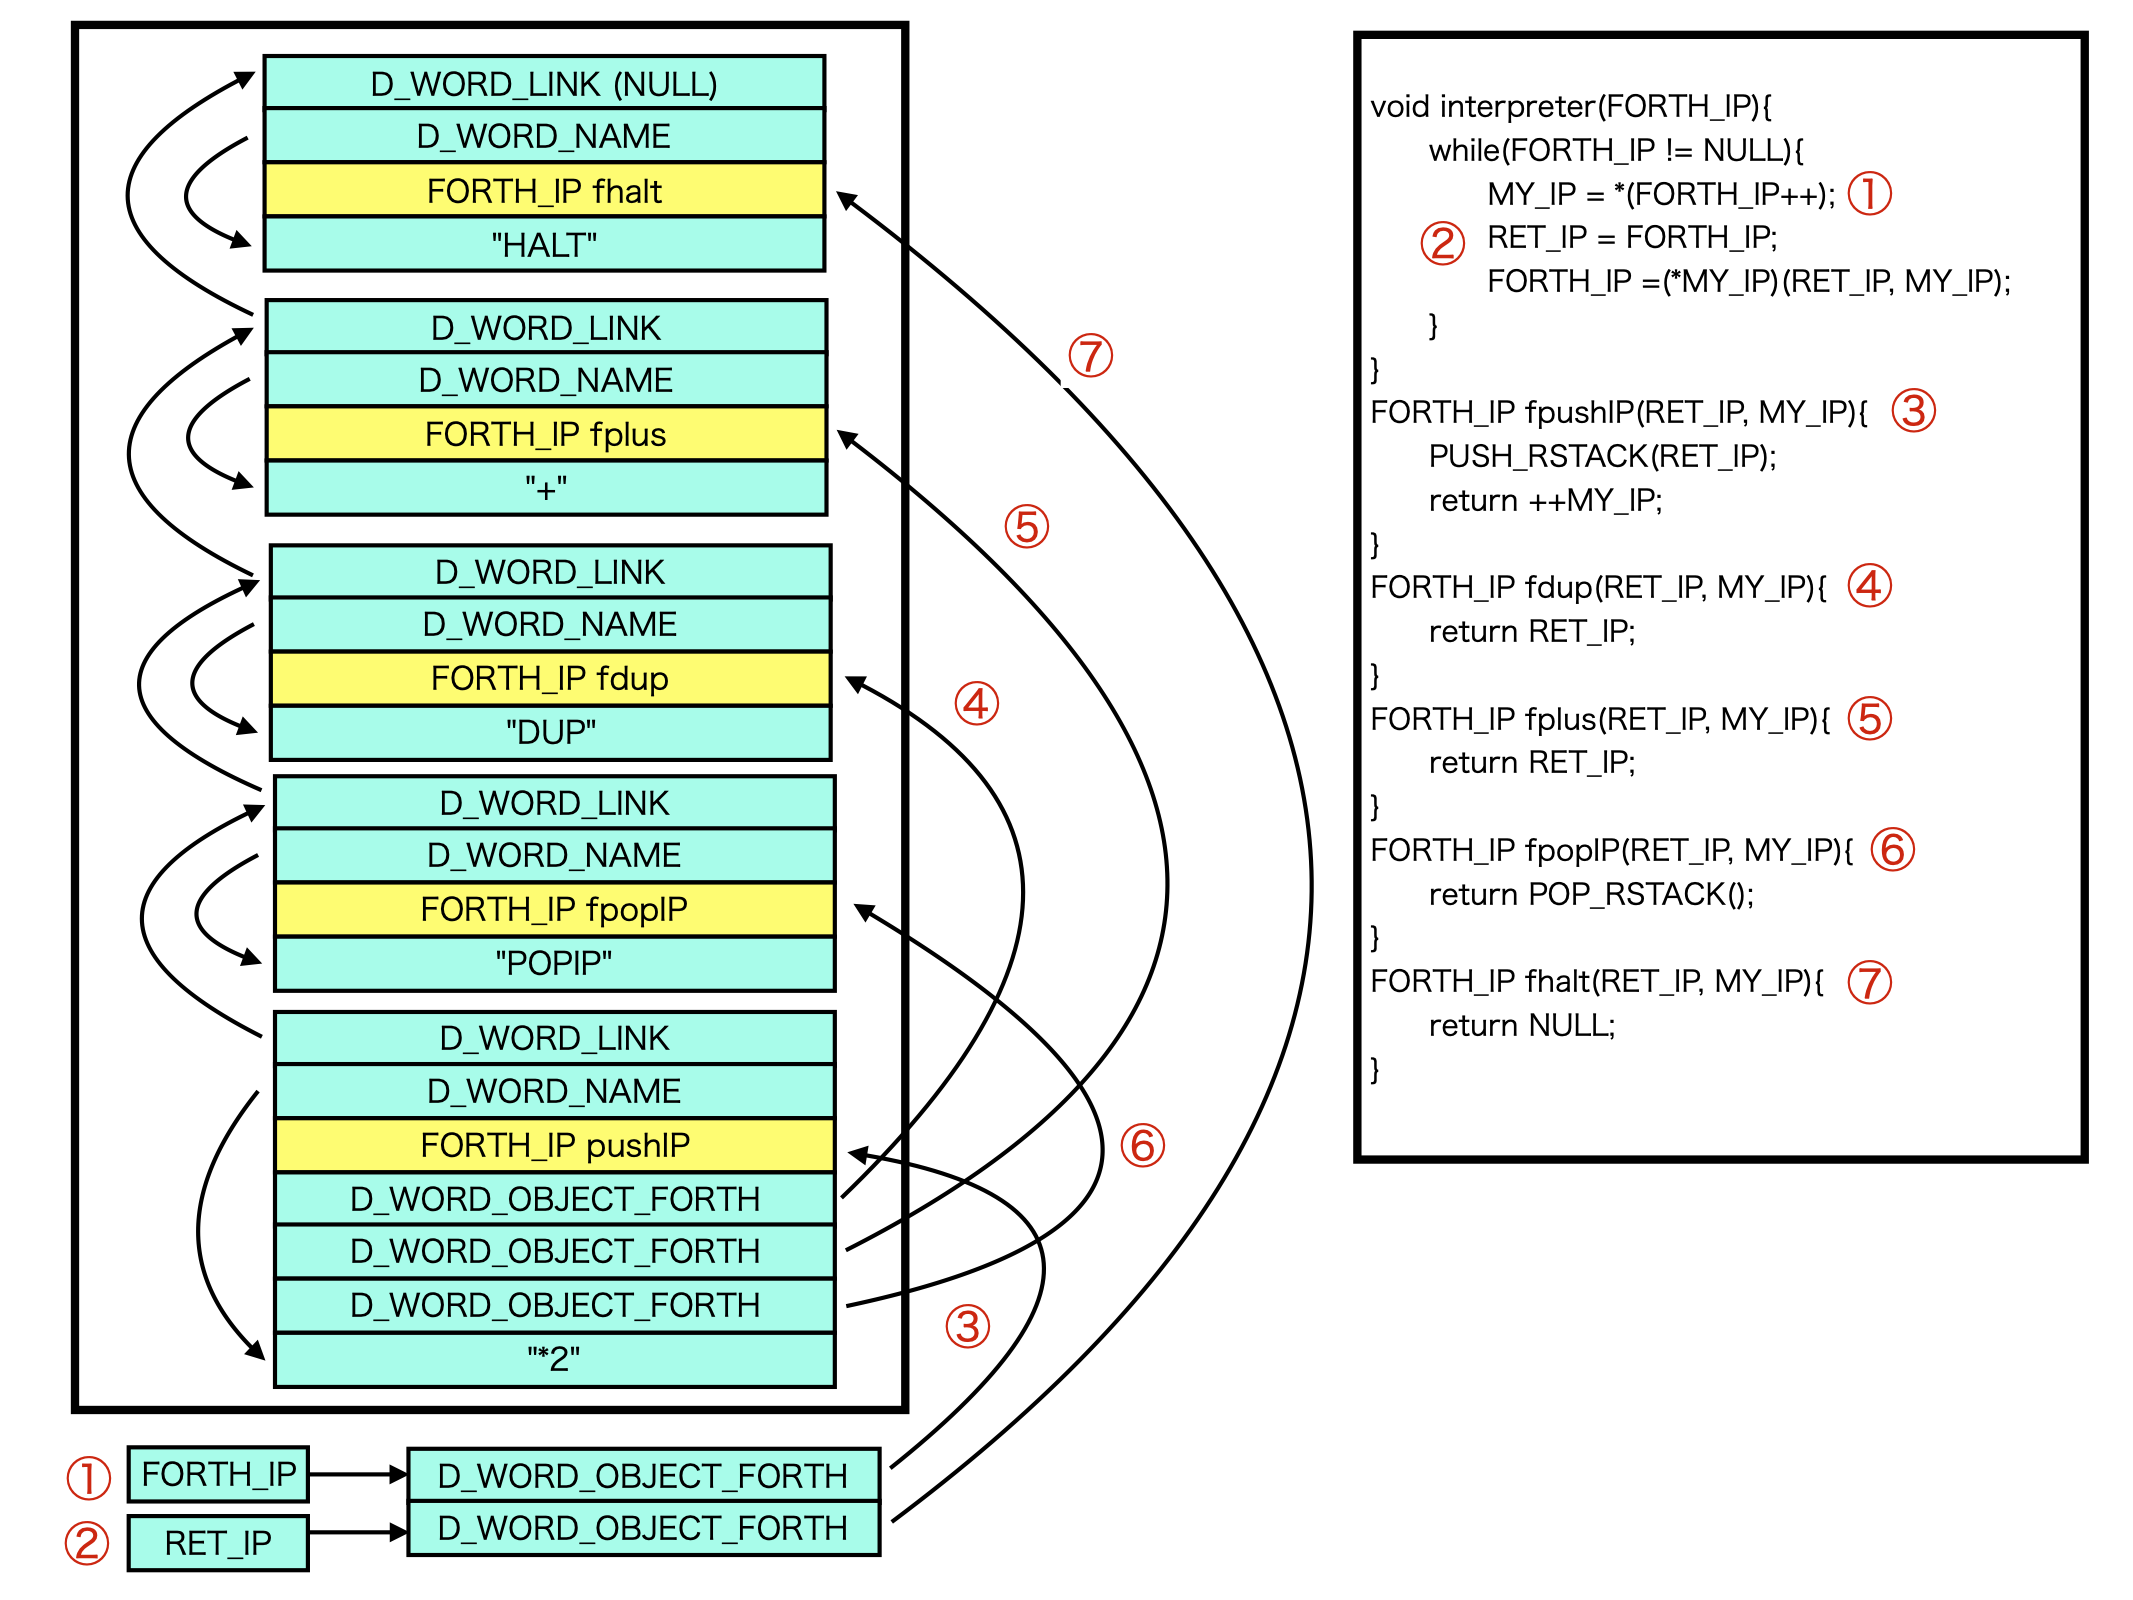 D_WORD_LINK (NULL)
D_WORD_NAME
FORTH_IP fhalt
"HALT"
D_WORD_LINK
D_WORD_NAME
FORTH_IP fplus
"+"
D_WORD_LINK
D_WORD_NAME
FORTH_IP fdup
"DUP"
D_WORD_LINK
D_WORD_NAME
FORTH_IP fpopIP
"POPIP"
D_WORD_LINK
D_WORD_NAME
FORTH_IP pushIP
D_WORD_OBJECT_FORTH
D_WORD_OBJECT_FORTH
D_WORD_OBJECT_FORTH
"*2"
⑦
⑤
④
⑥
③
① FORTH_IP
D_WORD_OBJECT_FORTH
② RET_IP
D_WORD_OBJECT_FORTH
void interpreter(FORTH_IP){
while(FORTH_IP != NULL){
MY_IP = *(FORTH_IP++); ①
② RET_IP = FORTH_IP;
FORTH_IP =(*MY_IP)(RET_IP, MY_IP);
}
}
FORTH_IP fpushIP(RET_IP, MY_IP){ ③
PUSH_RSTACK(RET_IP);
return ++MY_IP;
}
FORTH_IP fdup(RET_IP, MY_IP){ ④
return RET_IP;
}
FORTH_IP fplus(RET_IP, MY_IP){ ⑤
return RET_IP;
}
FORTH_IP fpopIP(RET_IP, MY_IP){ ⑥
return POP_RSTACK();
}
FORTH_IP fhalt(RET_IP, MY_IP){ ⑦
return NULL;
}